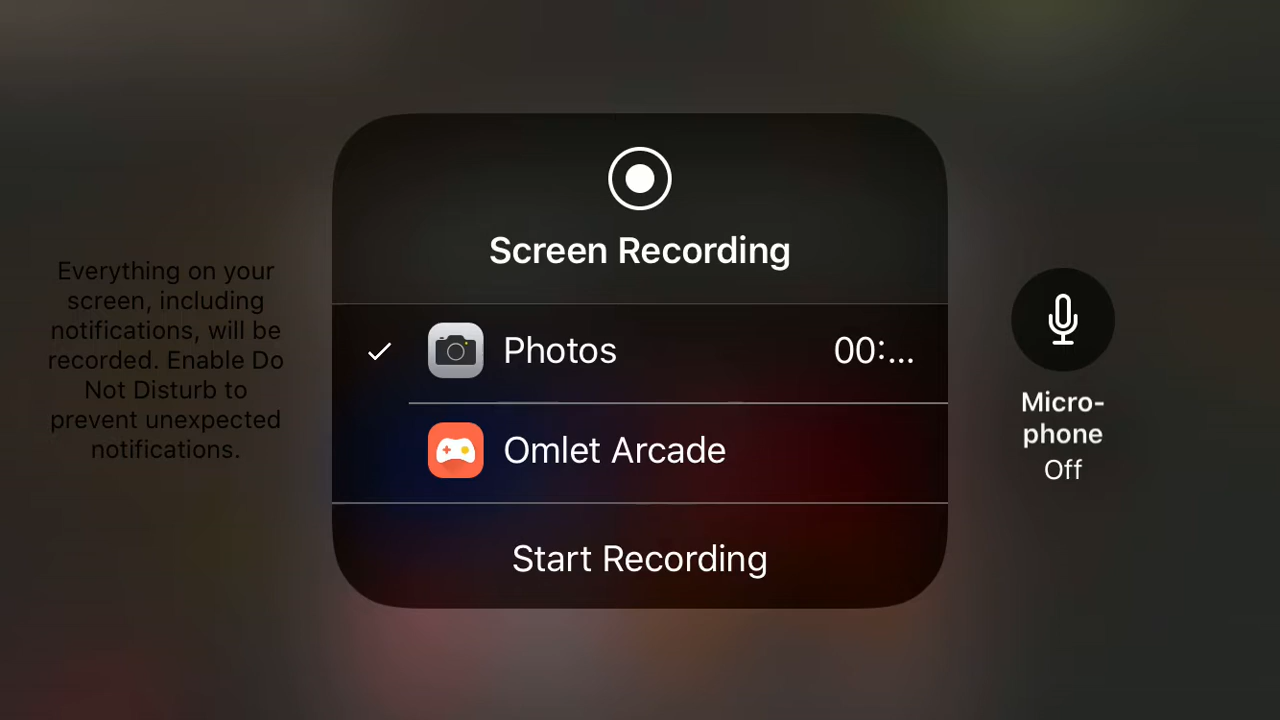 Everything on your
screen, including
notifications, will be
recorded. Enable Do
Not Disturb to
prevent unexpected
notifications.
Screen Recording
Photos 00:...
Omlet Arcade
Start Recording
Micro-
phone
Off